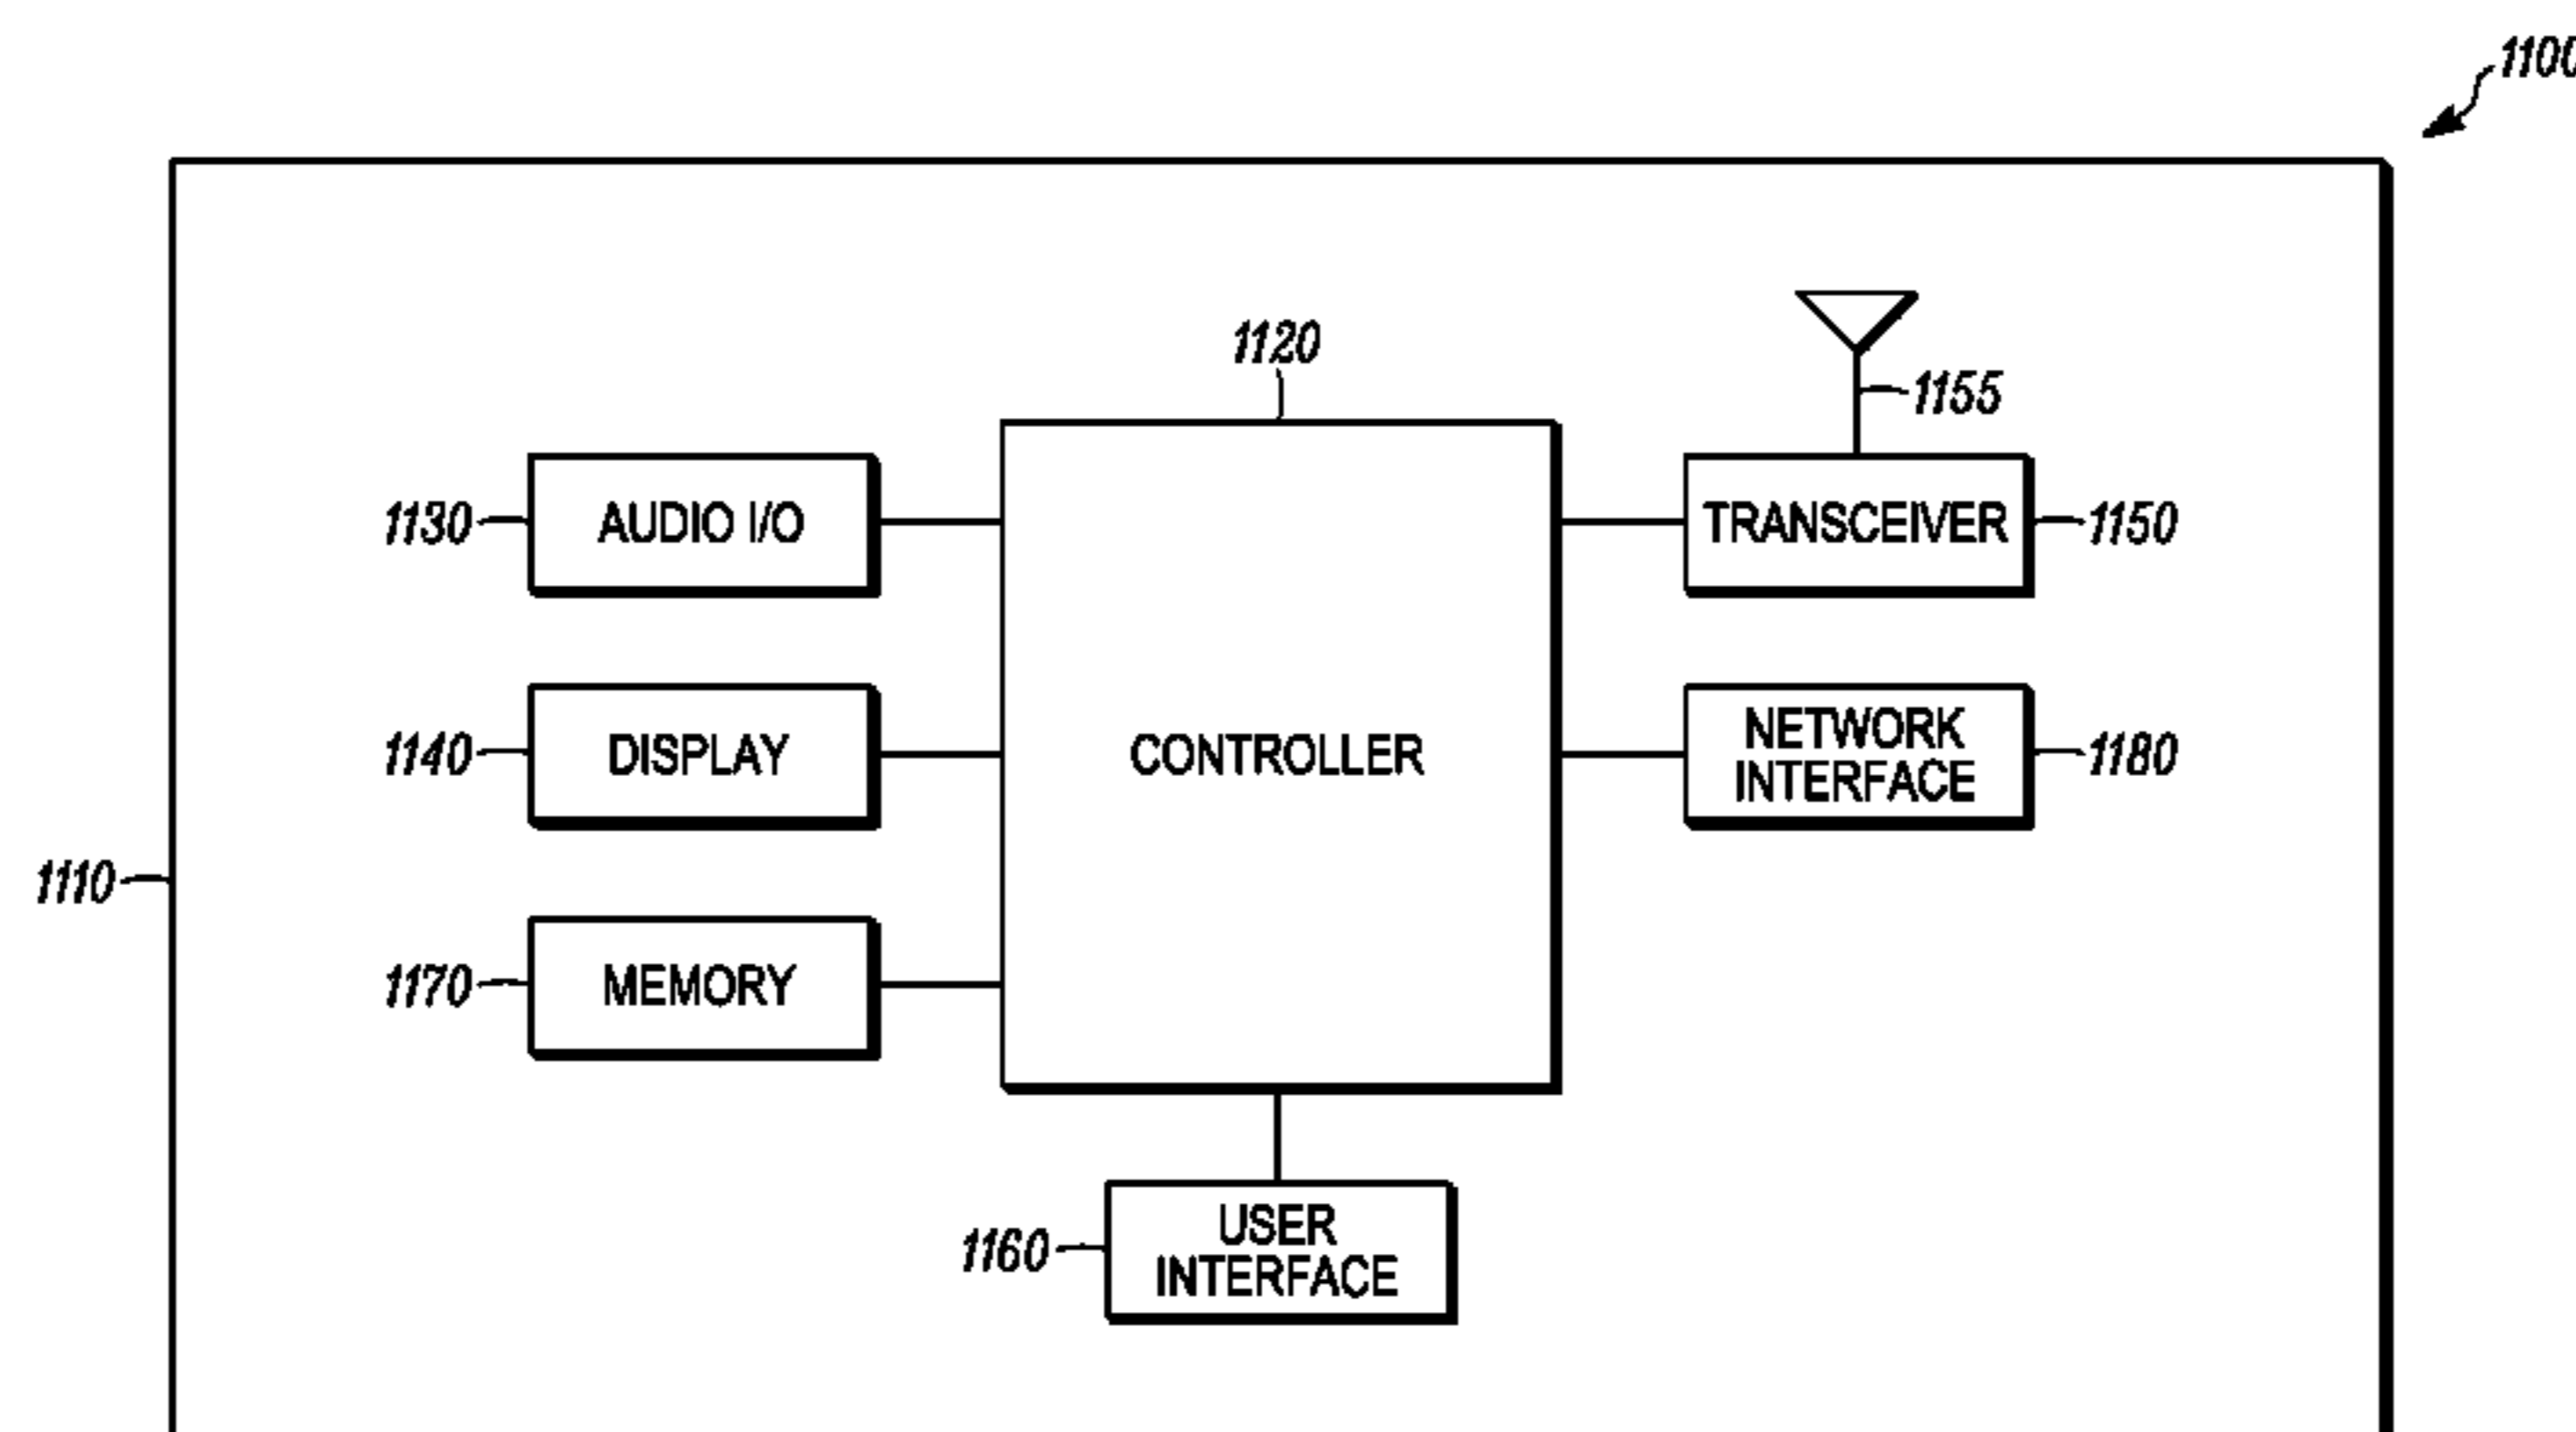 1100
1120
1155
1130
AUDIO I/O
TRANSCEIVER
1150
1140
DISPLAY
CONTROLLER
NETWORK
INTERFACE
1180
1110
1170
MEMORY
1160
USER
INTERFACE